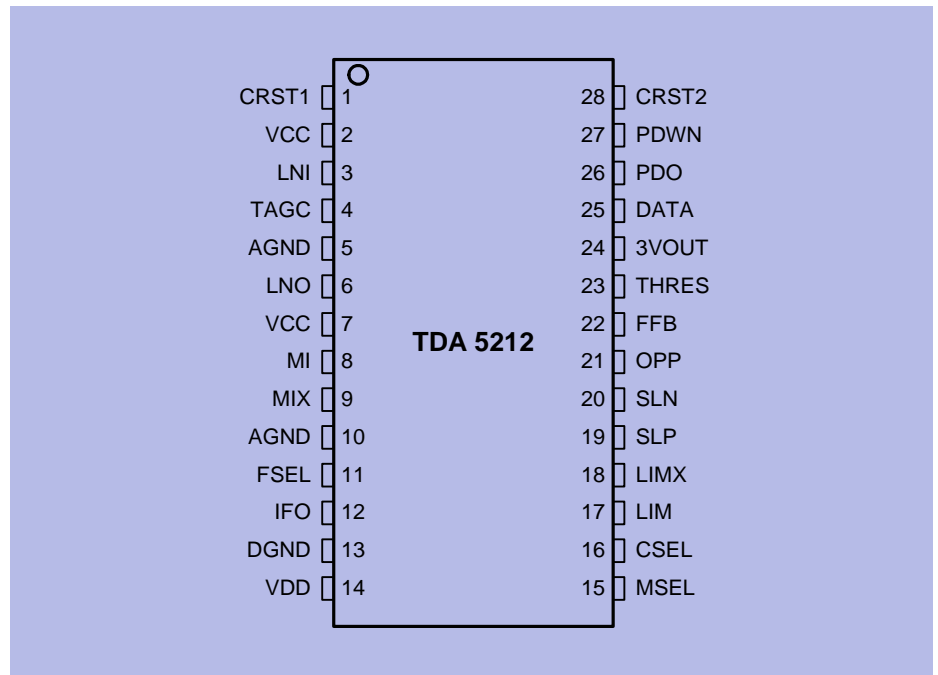 CRST1 1 28 CRST2
VCC 2 27 PDWN
LNI 3 26 PDO
TAGC 4 25 DATA
AGND 5 24 3VOUT
LNO 6 23 THRES
VCC 7 22 FFB
TDA 5212
MI 8 21 OPP
MIX 9 20 SLN
AGND 10 19 SLP
FSEL 11 18 LIMX
IFO 12 17 LIM
DGND 13 16 CSEL
VDD 14 15 MSEL